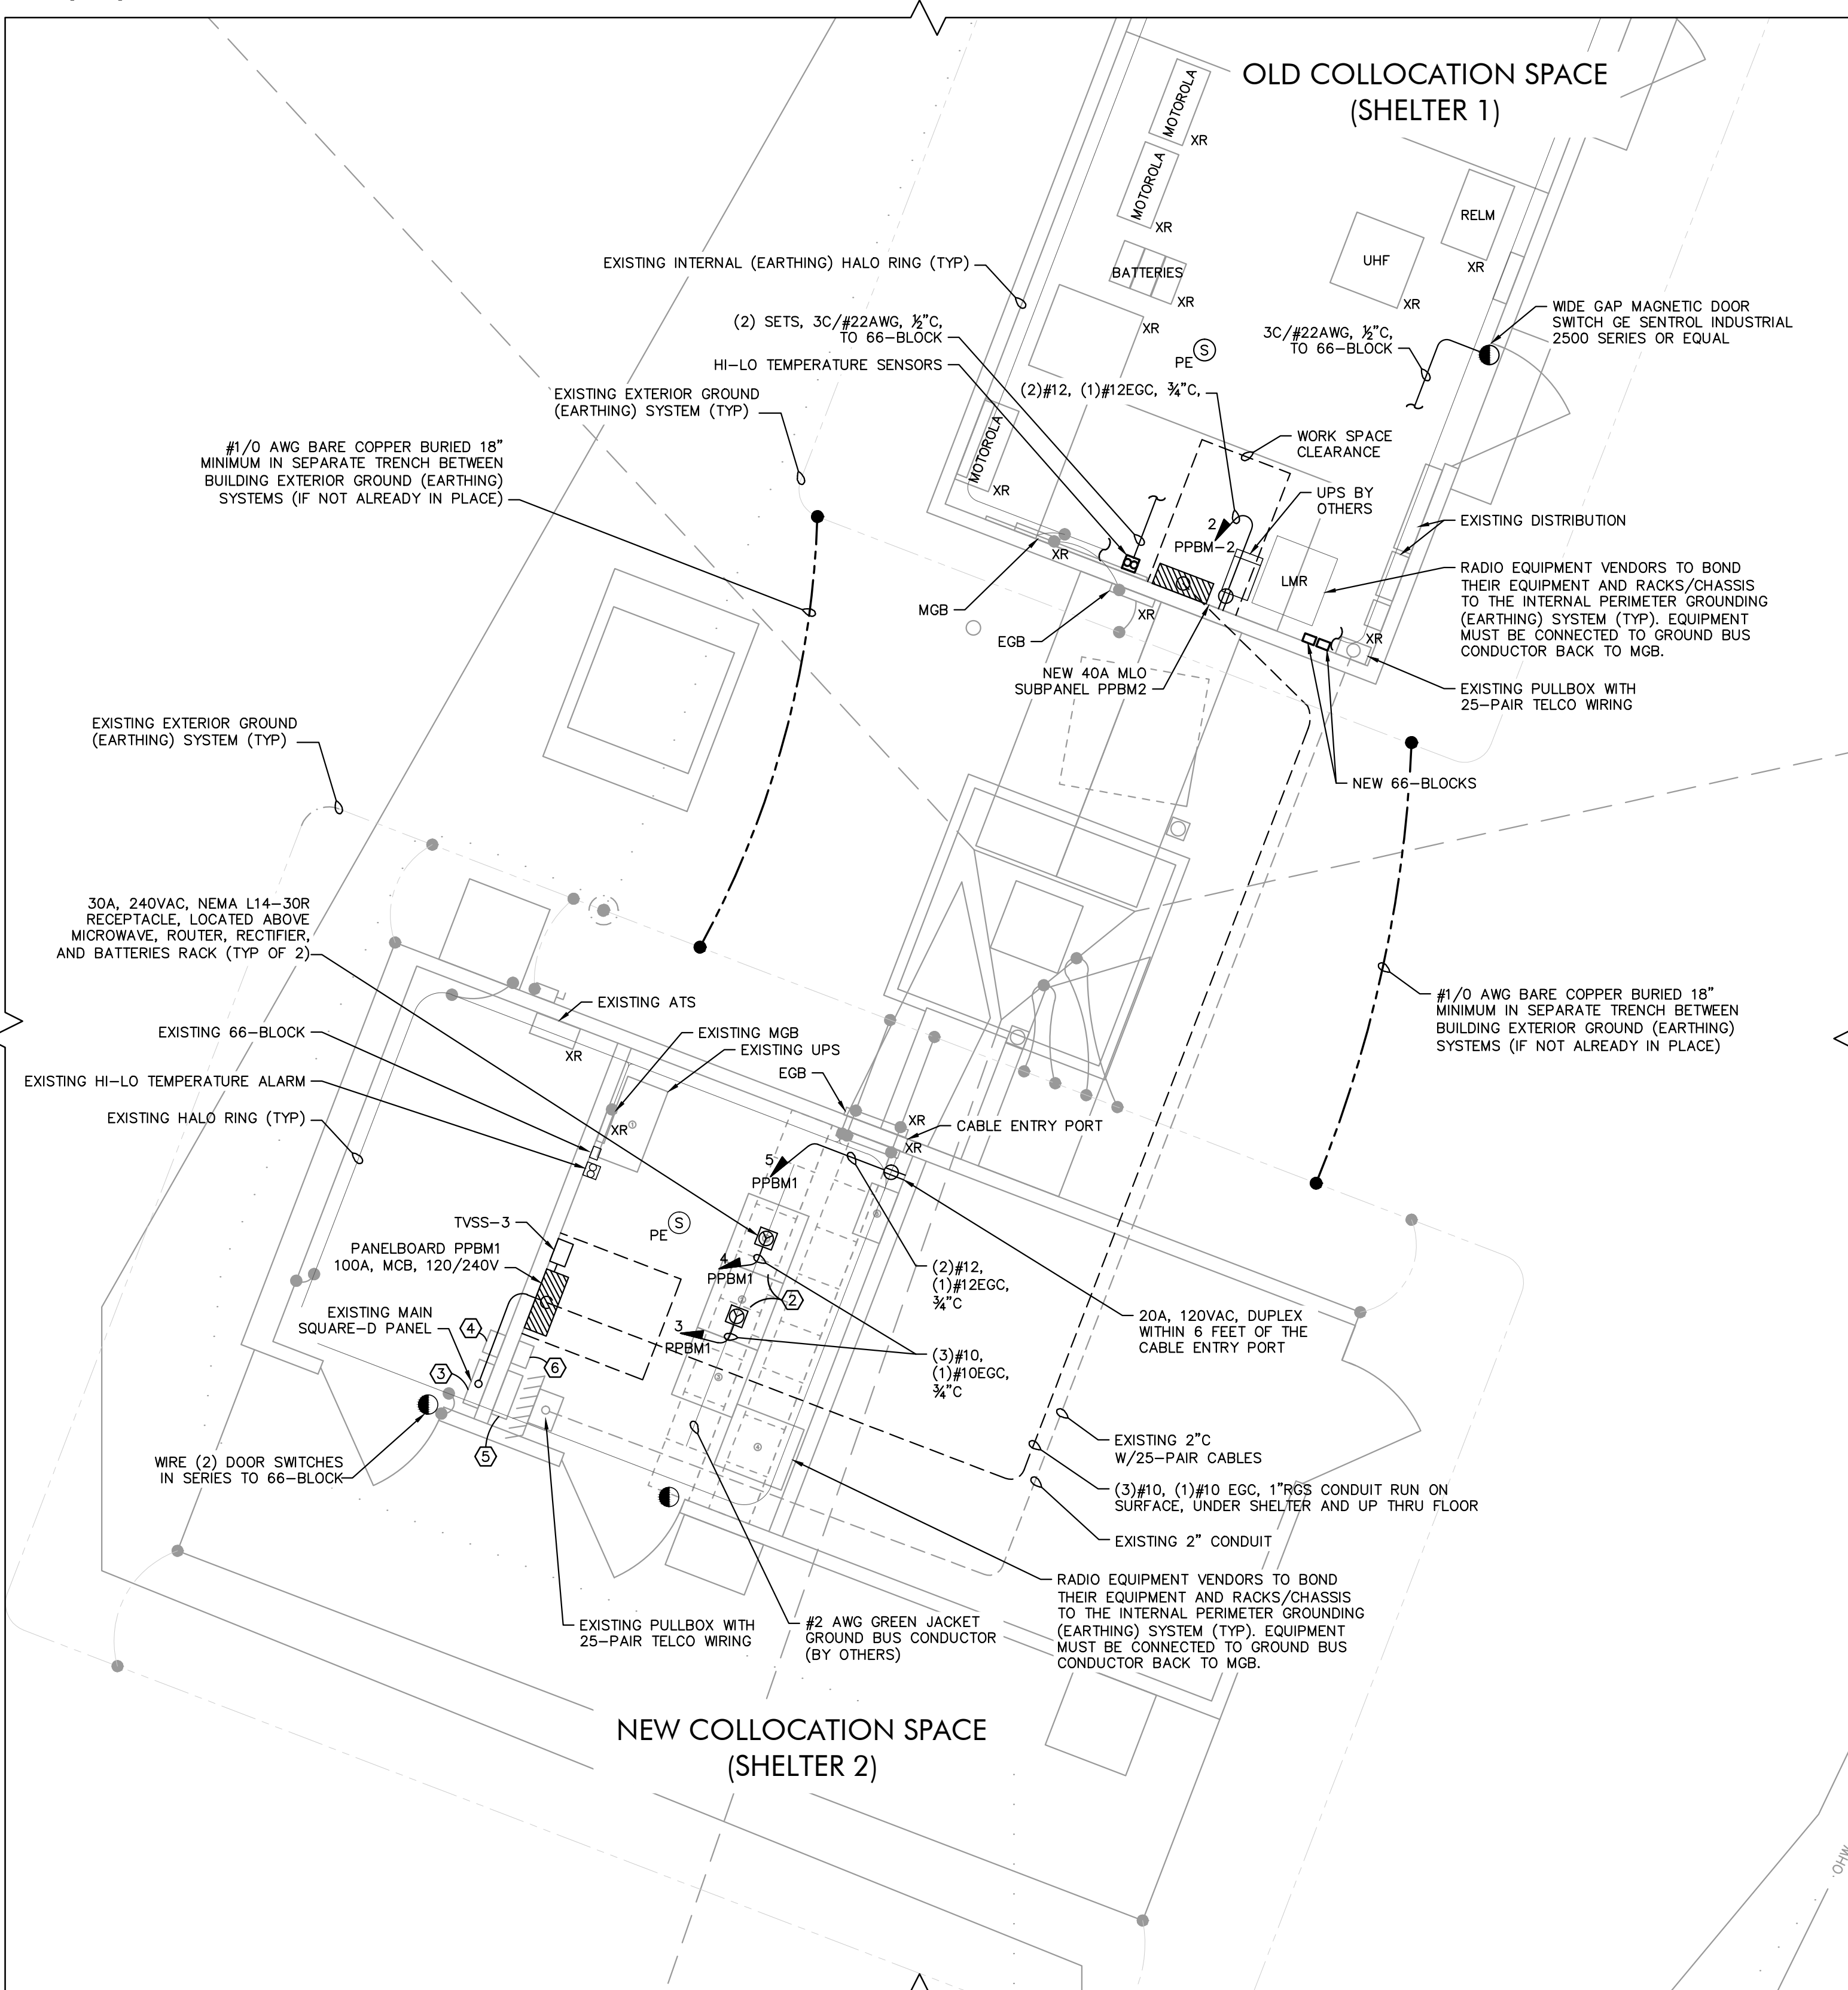 OLD COLLOCATION SPACE
(SHELTER 1)
MOTOROLA
XR
MOTOROLA
XR
RELM
XR
UHF
XR
BATTERIES
XR
XR
EXISTING INTERNAL (EARTHING) HALO RING (TYP)
(2) SETS, 3C/#22AWG, ½"C,
TO 66-BLOCK
HI-LO TEMPERATURE SENSORS
PE
S
3C/#22AWG, ½"C,
TO 66-BLOCK
WIDE GAP MAGNETIC DOOR
SWITCH GE SENTROL INDUSTRIAL
2500 SERIES OR EQUAL
EXISTING EXTERIOR GROUND
(EARTHING) SYSTEM (TYP)
(2)#12, (1)#12EGC, ¾"C,
#1/0 AWG BARE COPPER BURIED 18"
MINIMUM IN SEPARATE TRENCH BETWEEN
BUILDING EXTERIOR GROUND (EARTHING)
SYSTEMS (IF NOT ALREADY IN PLACE)
MOTOROLA
XR
WORK SPACE
CLEARANCE
UPS BY
OTHERS
EXISTING DISTRIBUTION
2
PPBM-2
XR
LMR
RADIO EQUIPMENT VENDORS TO BOND
THEIR EQUIPMENT AND RACKS/CHASSIS
TO THE INTERNAL PERIMETER GROUNDING
(EARTHING) SYSTEM (TYP). EQUIPMENT
MUST BE CONNECTED TO GROUND BUS
CONDUCTOR BACK TO MGB.
MGB
XR
EGB
XR
NEW 40A MLO
SUBPANEL PPBM2
EXISTING PULLBOX WITH
25-PAIR TELCO WIRING
NEW 66-BLOCKS
EXISTING EXTERIOR GROUND
(EARTHING) SYSTEM (TYP)
30A, 240VAC, NEMA L14-30R
RECEPTACLE, LOCATED ABOVE
MICROWAVE, ROUTER, RECTIFIER,
AND BATTERIES RACK (TYP OF 2)
EXISTING ATS
XR
EXISTING 66-BLOCK
EXISTING MGB
EXISTING UPS
#1/0 AWG BARE COPPER BURIED 18"
MINIMUM IN SEPARATE TRENCH BETWEEN
BUILDING EXTERIOR GROUND (EARTHING)
SYSTEMS (IF NOT ALREADY IN PLACE)
EXISTING HI-LO TEMPERATURE ALARM
EGB
EXISTING HALO RING (TYP)
XR
1
XR
CABLE ENTRY PORT
XR
5
PPBM1
TVSS-3
PE
S
PANELBOARD PPBM1
100A, MCB, 120/240V
4
PPBM1
(2)#12,
(1)#12EGC,
¾"C
2
EXISTING MAIN
SQUARE-D PANEL
4
3
PPBM1
20A, 120VAC, DUPLEX
WITHIN 6 FEET OF THE
CABLE ENTRY PORT
3
6
(3)#10,
(1)#10EGC,
¾"C
3
EXISTING 2"C
W/25-PAIR CABLES
WIRE (2) DOOR SWITCHES
IN SERIES TO 66-BLOCK
5
4
(3)#10, (1)#10 EGC, 1"RGS CONDUIT RUN ON
SURFACE, UNDER SHELTER AND UP THRU FLOOR
EXISTING 2" CONDUIT
RADIO EQUIPMENT VENDORS TO BOND
THEIR EQUIPMENT AND RACKS/CHASSIS
TO THE INTERNAL PERIMETER GROUNDING
(EARTHING) SYSTEM (TYP). EQUIPMENT
MUST BE CONNECTED TO GROUND BUS
CONDUCTOR BACK TO MGB.
EXISTING PULLBOX WITH
25-PAIR TELCO WIRING
#2 AWG GREEN JACKET
GROUND BUS CONDUCTOR
(BY OTHERS)
NEW COLLOCATION SPACE
(SHELTER 2)
OHW